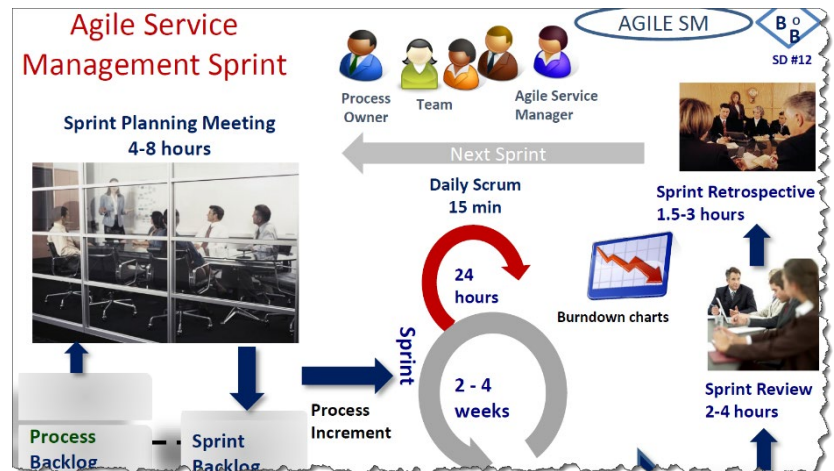 Agile Service
Management Sprint
AGILE SM
B o B
SD #12
Process
Owner
Team
Agile Service
Manager
Sprint Planning Meeting
4-8 hours
Next Sprint
Daily Scrum
15 min
Sprint Retrospective
1.5-3 hours
24
hours
Burndown charts
Sprint
2 - 4
weeks
Sprint Review
2-4 hours
Process
Increment
Process
Backlog
Sprint
Backlog